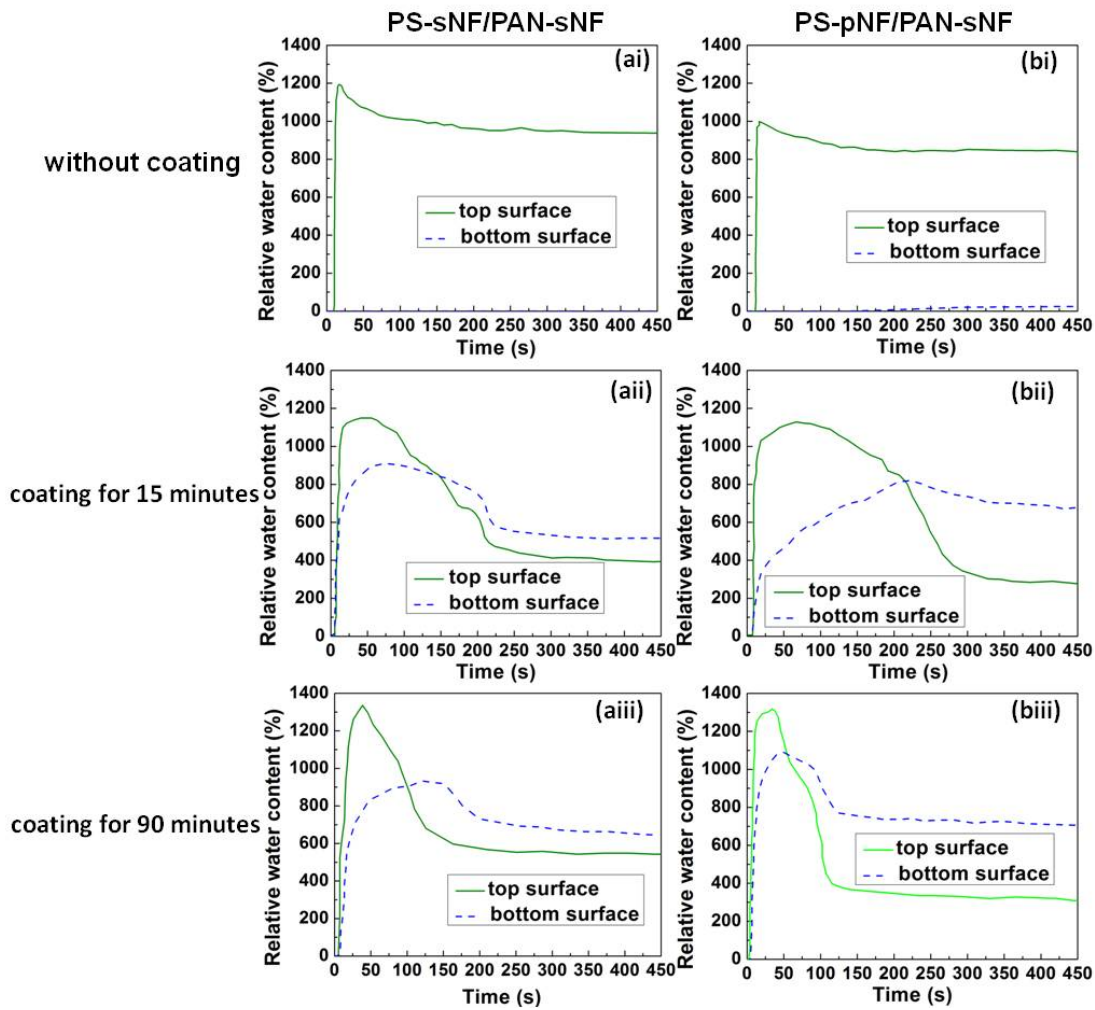 PS-sNF/PAN-sNF
PS-pNF/PAN-sNF
without coating
Relative water content (%)
1400
1200
1000
800
600
400
200
0
(ai)
top surface
bottom surface
0 50 100 150 200 250 300 350 400 450
Time (s)
Relative water content (%)
1400
1200
1000
800
600
400
200
0
(bi)
top surface
bottom surface
0 50 100 150 200 250 300 350 400 450
Time (s)
coating for 15 minutes
Relative water content (%)
1400
1200
1000
800
600
400
200
0
(aii)
top surface
bottom surface
0 50 100 150 200 250 300 350 400 450
Time (s)
Relative water content (%)
1400
1200
1000
800
600
400
200
0
(bii)
top surface
bottom surface
0 50 100 150 200 250 300 350 400 450
Time (s)
coating for 90 minutes
Relative water content (%)
1400
1200
1000
800
600
400
200
0
(aiii)
top surface
bottom surface
0 50 100 150 200 250 300 350 400 450
Time (s)
Relative water content (%)
1400
1200
1000
800
600
400
200
0
(biii)
top surface
bottom surface
0 50 100 150 200 250 300 350 400 450
Time (s)